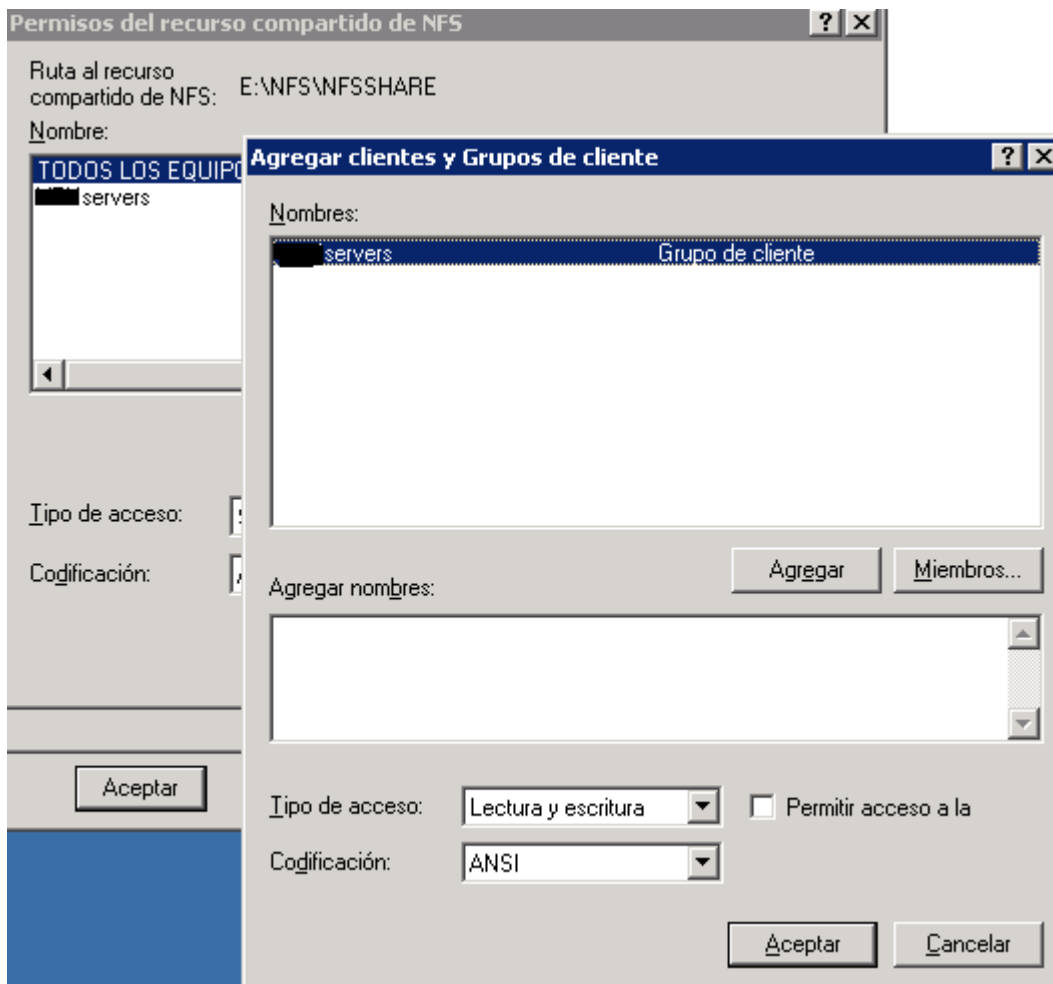 Permisos del recurso compartido de NFS
Ruta al recurso
compartido de NFS: E:\NFS\NFSSHARE
Nombre:
TODOS LOS EQUIPO
servers
Tipo de acceso:
Codificación:
Aceptar
Agregar clientes y Grupos de cliente
Nombres:
servers Grupo de cliente
Agregar Miembros...
Agregar nombres:
Tipo de acceso: Lectura y escritura Permitir acceso a la
Codificación: ANSI
Aceptar Cancelar